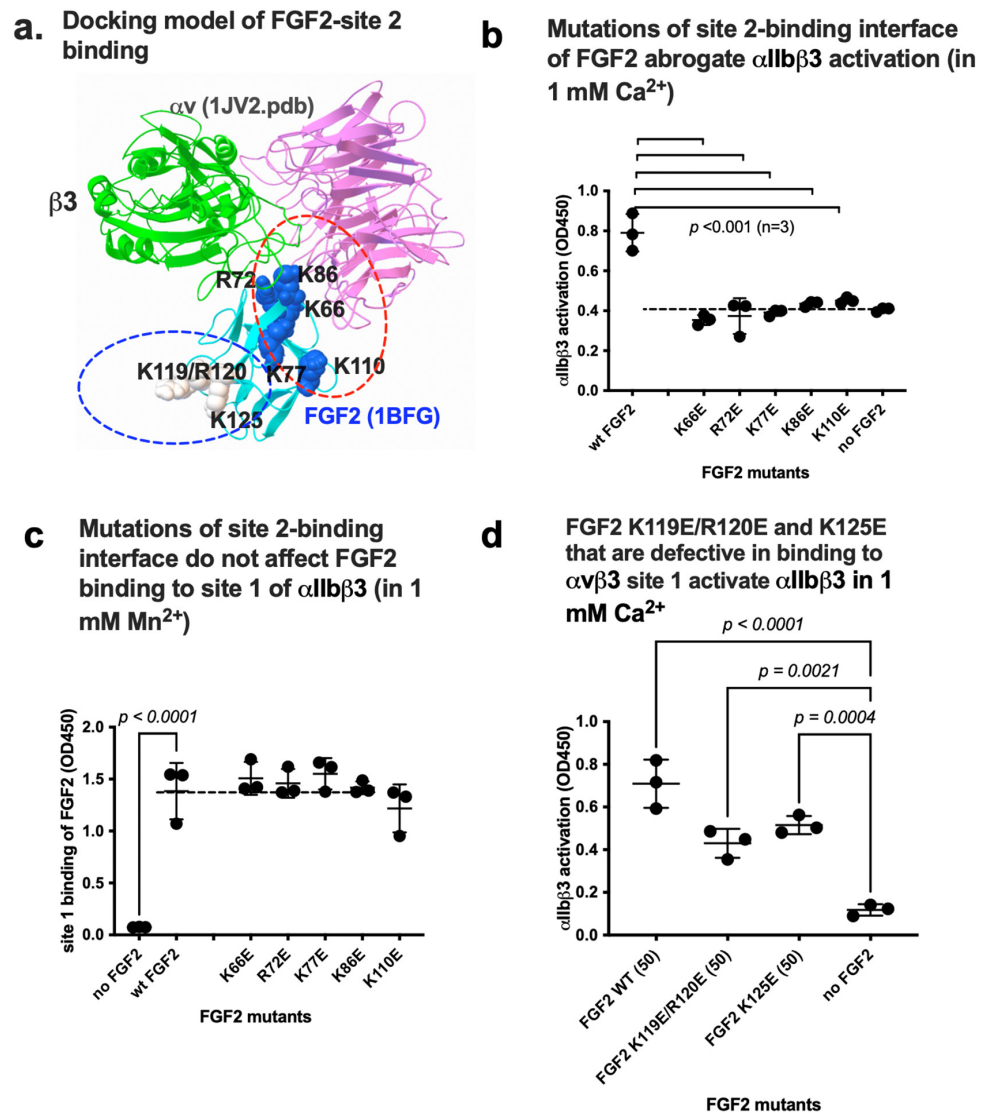 a. Docking model of FGF2-site 2
binding
αv (1JV2.pdb)
β3
R72
K86
K66
K119/R120
K77
K110
K125
FGF2 (1BFG)
b Mutations of site 2-binding interface
of FGF2 abrogate αIIbβ3 activation (in
1 mM Ca2+)
p <0.001 (n=3)
αIIbβ3 activation (OD450)
1.0
0.8
0.6
0.4
0.2
0.0
wt FGF2
K66E
R72E
K77E
K86E
K110E
no FGF2
FGF2 mutants
c Mutations of site 2-binding
interface do not affect FGF2
binding to site 1 of αIIbβ3 (in 1
mM Mn2+)
p < 0.0001
site 1 binding of FGF2 (OD450)
2.0
1.5
1.0
0.5
0.0
no FGF2
wt FGF2
K66E
R72E
K77E
K86E
K110E
FGF2 mutants
d FGF2 K119E/R120E and K125E
that are defective in binding to
αvβ3 site 1 activate αIIbβ3 in 1
mM Ca2+
p < 0.0001
p = 0.0021
p = 0.0004
αIIbβ3 activation (OD450)
1.0
0.8
0.6
0.4
0.2
0.0
FGF2 WT (50)
FGF2 K119E/R120E (50)
FGF2 K125E (50)
no FGF2
FGF2 mutants